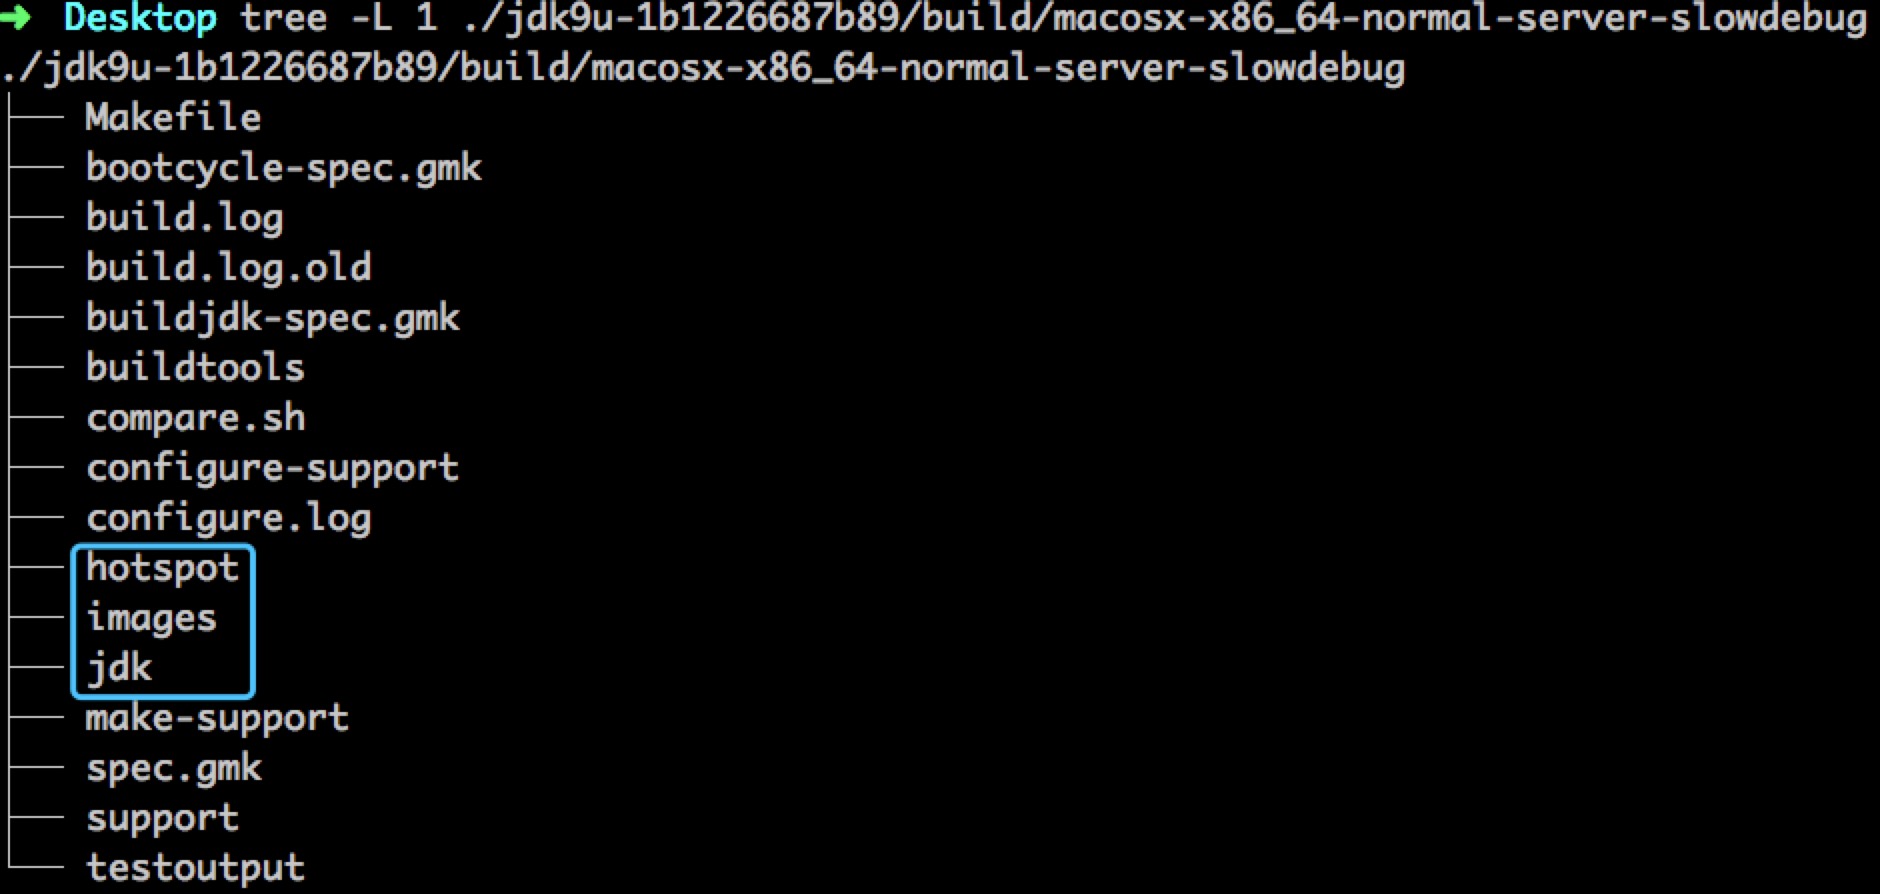 ➜ Desktop tree -L 1 ./jdk9u-1b1226687b89/build/macosx-x86_64-normal-server-slowdebug
./jdk9u-1b1226687b89/build/macosx-x86_64-normal-server-slowdebug
├── Makefile
├── bootcycle-spec.gmk
├── build.log
├── build.log.old
├── buildjdk-spec.gmk
├── buildtools
├── compare.sh
├── configure-support
├── configure.log
├── hotspot
├── images
├── jdk
├── make-support
├── spec.gmk
├── support
└── testoutput